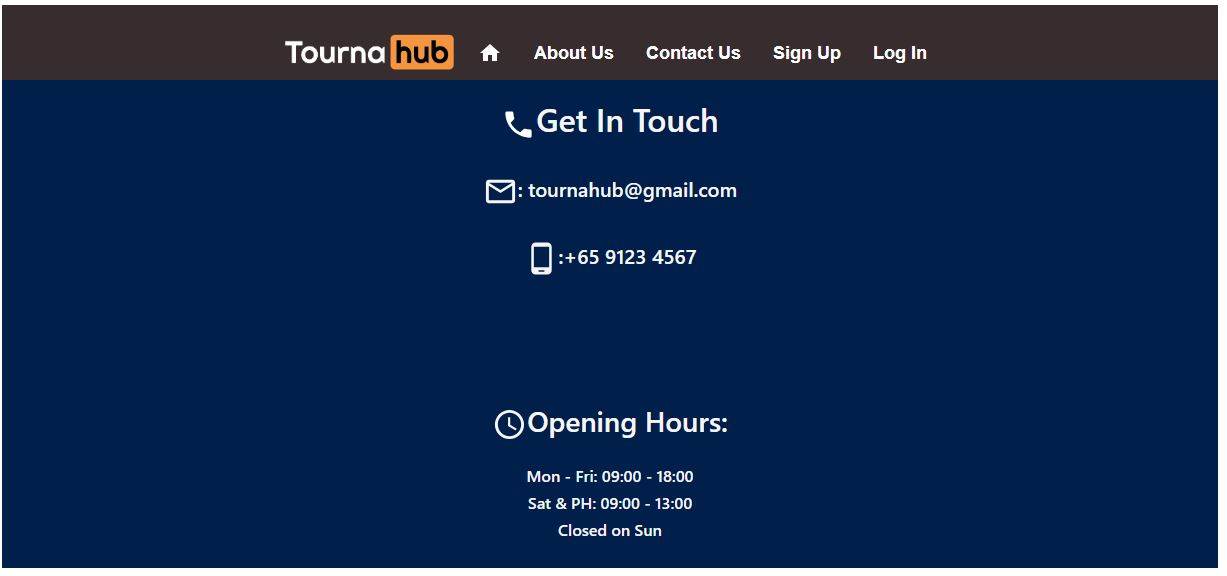 Tourna hub About Us Contact Us Sign Up Log In
Get In Touch
: tournahub@gmail.com
:+65 9123 4567
Opening Hours:
Mon - Fri: 09:00 - 18:00
Sat & PH: 09:00 - 13:00
Closed on Sun